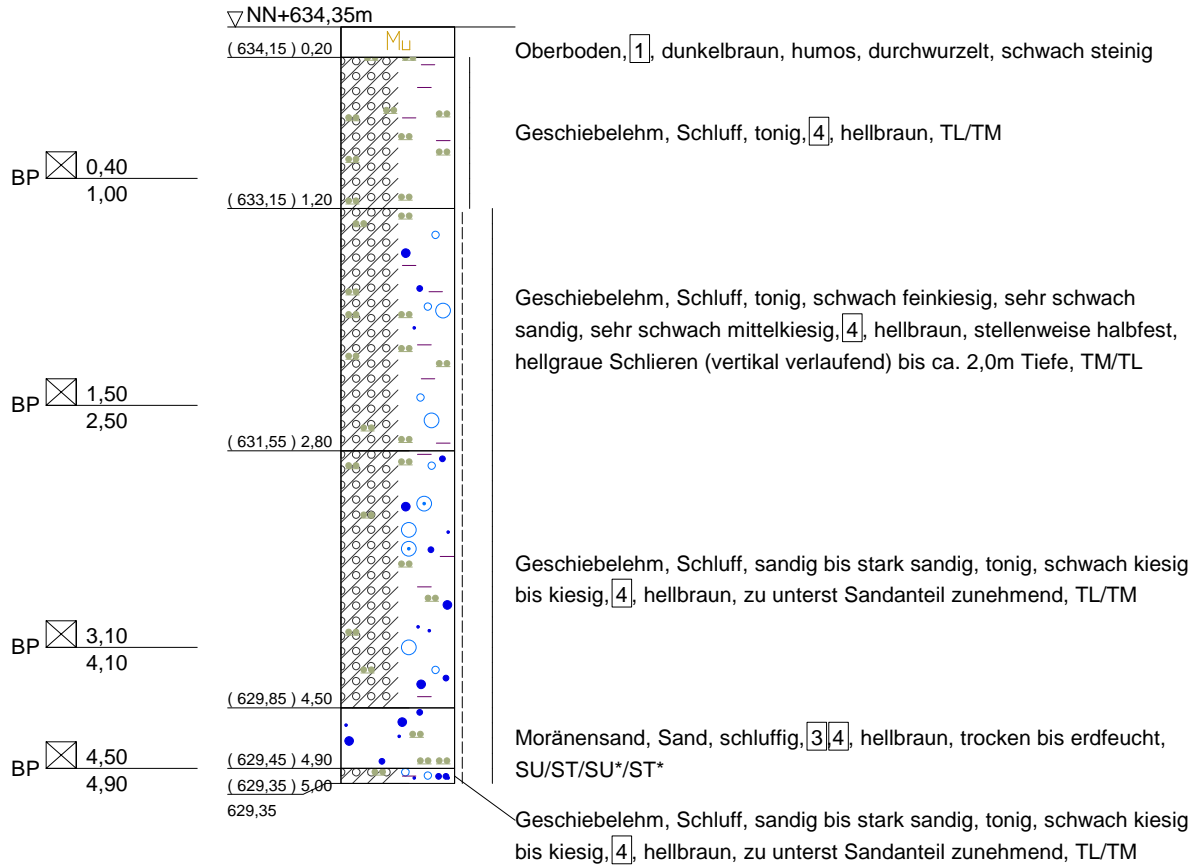 ▽ NN+634,35m
( 634,15 ) 0,20
Mu
Oberboden, 1, dunkelbraun, humos, durchwurzelt, schwach steinig
Geschiebelehm, Schluff, tonig, 4, hellbraun, TL/TM
BP 0,40
1,00
( 633,15 ) 1,20
Geschiebelehm, Schluff, tonig, schwach feinkiesig, sehr schwach
sandig, sehr schwach mittelkiesig, 4, hellbraun, stellenweise halbfest,
hellgraue Schlieren (vertikal verlaufend) bis ca. 2,0m Tiefe, TM/TL
BP 1,50
2,50
( 631,55 ) 2,80
Geschiebelehm, Schluff, sandig bis stark sandig, tonig, schwach kiesig
bis kiesig, 4, hellbraun, zu unterst Sandanteil zunehmend, TL/TM
BP 3,10
4,10
( 629,85 ) 4,50
Moränensand, Sand, schluffig, 3 4, hellbraun, trocken bis erdfeucht,
SU/ST/SU*/ST*
BP 4,50
4,90
( 629,45 ) 4,90
( 629,35 ) 5,00
629,35
Geschiebelehm, Schluff, sandig bis stark sandig, tonig, schwach kiesig
bis kiesig, 4, hellbraun, zu unterst Sandanteil zunehmend, TL/TM